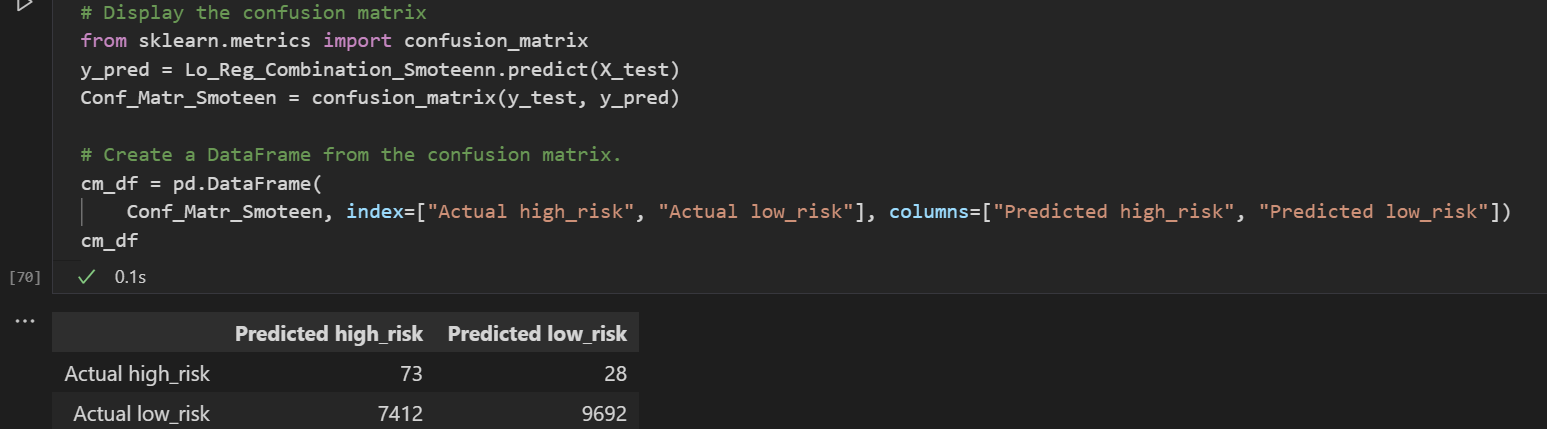 # Display the confusion matrix
from sklearn.metrics import confusion_matrix
y_pred = Lo_Reg_Combination_Smoteenn.predict(X_test)
Conf_Matr_Smoteen = confusion_matrix(y_test, y_pred)
# Create a DataFrame from the confusion matrix.
cm_df = pd.DataFrame(
    Conf_Matr_Smoteen, index=["Actual high_risk", "Actual low_risk"], columns=["Predicted high_risk", "Predicted low_risk"])
cm_df
[70] 0.1s
Predicted high_risk Predicted low_risk
Actual high_risk 73 28
Actual low_risk 7412 9692